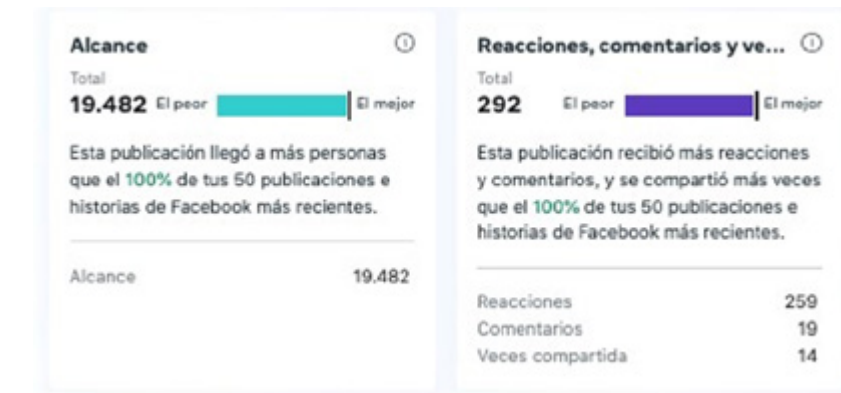 Alcance
Total
19.482 El peor El mejor
Esta publicación llegó a más personas
que el 100% de tus 50 publicaciones e
historias de Facebook más recientes.
Alcance 19.482
Reacciones, comentarios y ve...
Total
292 El peor El mejor
Esta publicación recibió más reacciones
y comentarios, y se compartió más veces
que el 100% de tus 50 publicaciones e
historias de Facebook más recientes.
Reacciones 259
Comentarios 19
Veces compartida 14